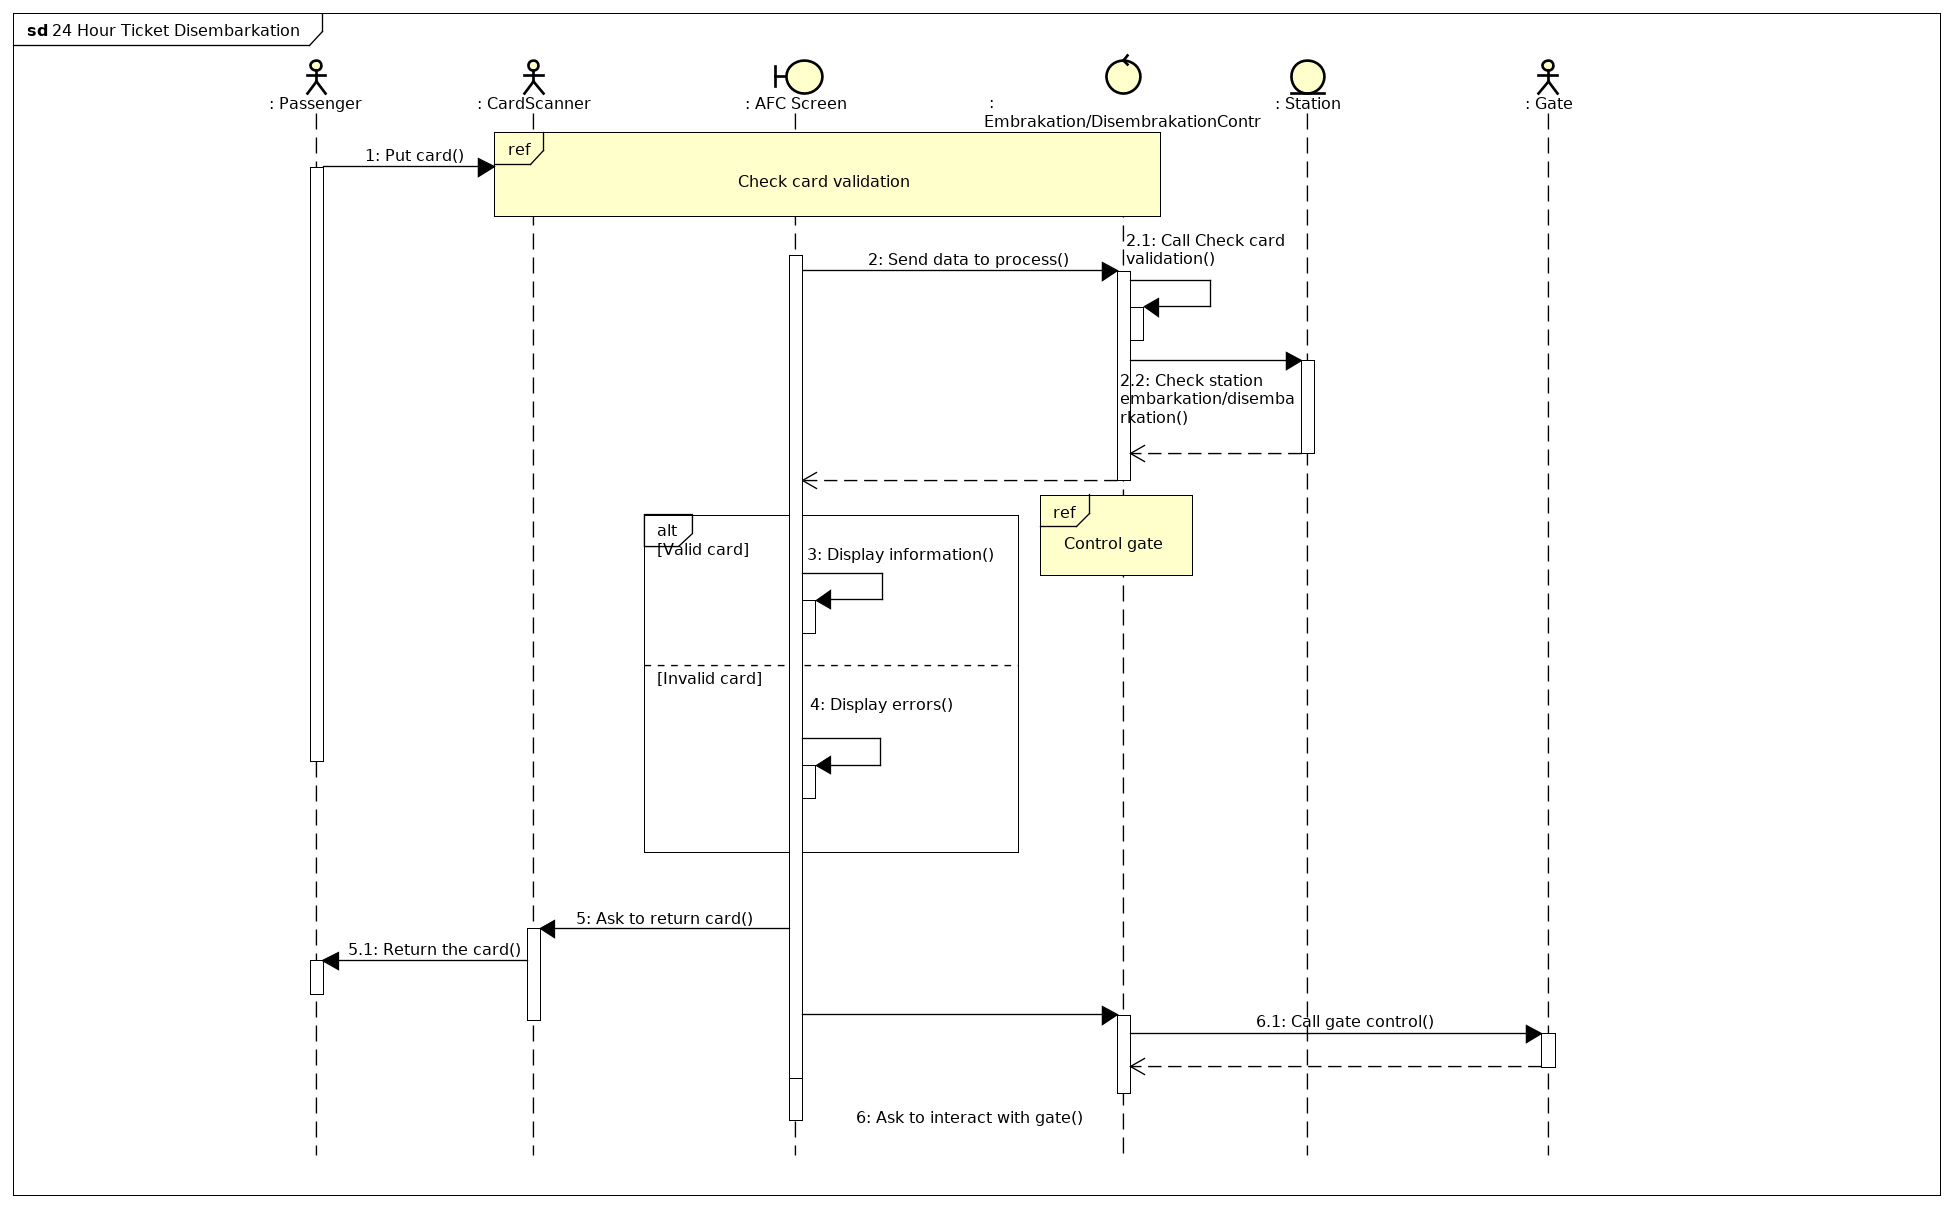 sd 24 Hour Ticket Disembarkation
: Passenger
: CardScanner
: AFC Screen
:
Embrakation/DisembrakationContr
: Station
: Gate
ref
1: Put card()
Check card validation
2.1: Call Check card
validation()
2: Send data to process()
2.2: Check station
embarkation/disemba
rkation()
ref
Control gate
alt
[Valid card]
3: Display information()
[Invalid card]
4: Display errors()
5: Ask to return card()
5.1: Return the card()
6.1: Call gate control()
6: Ask to interact with gate()